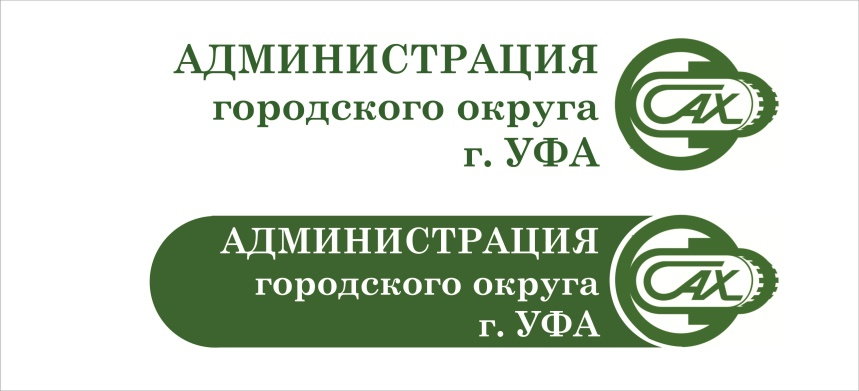 АДМИНИСТРАЦИЯ
городского округа
г. УФА
САХ
АДМИНИСТРАЦИЯ
городского округа
г. УФА
САХ